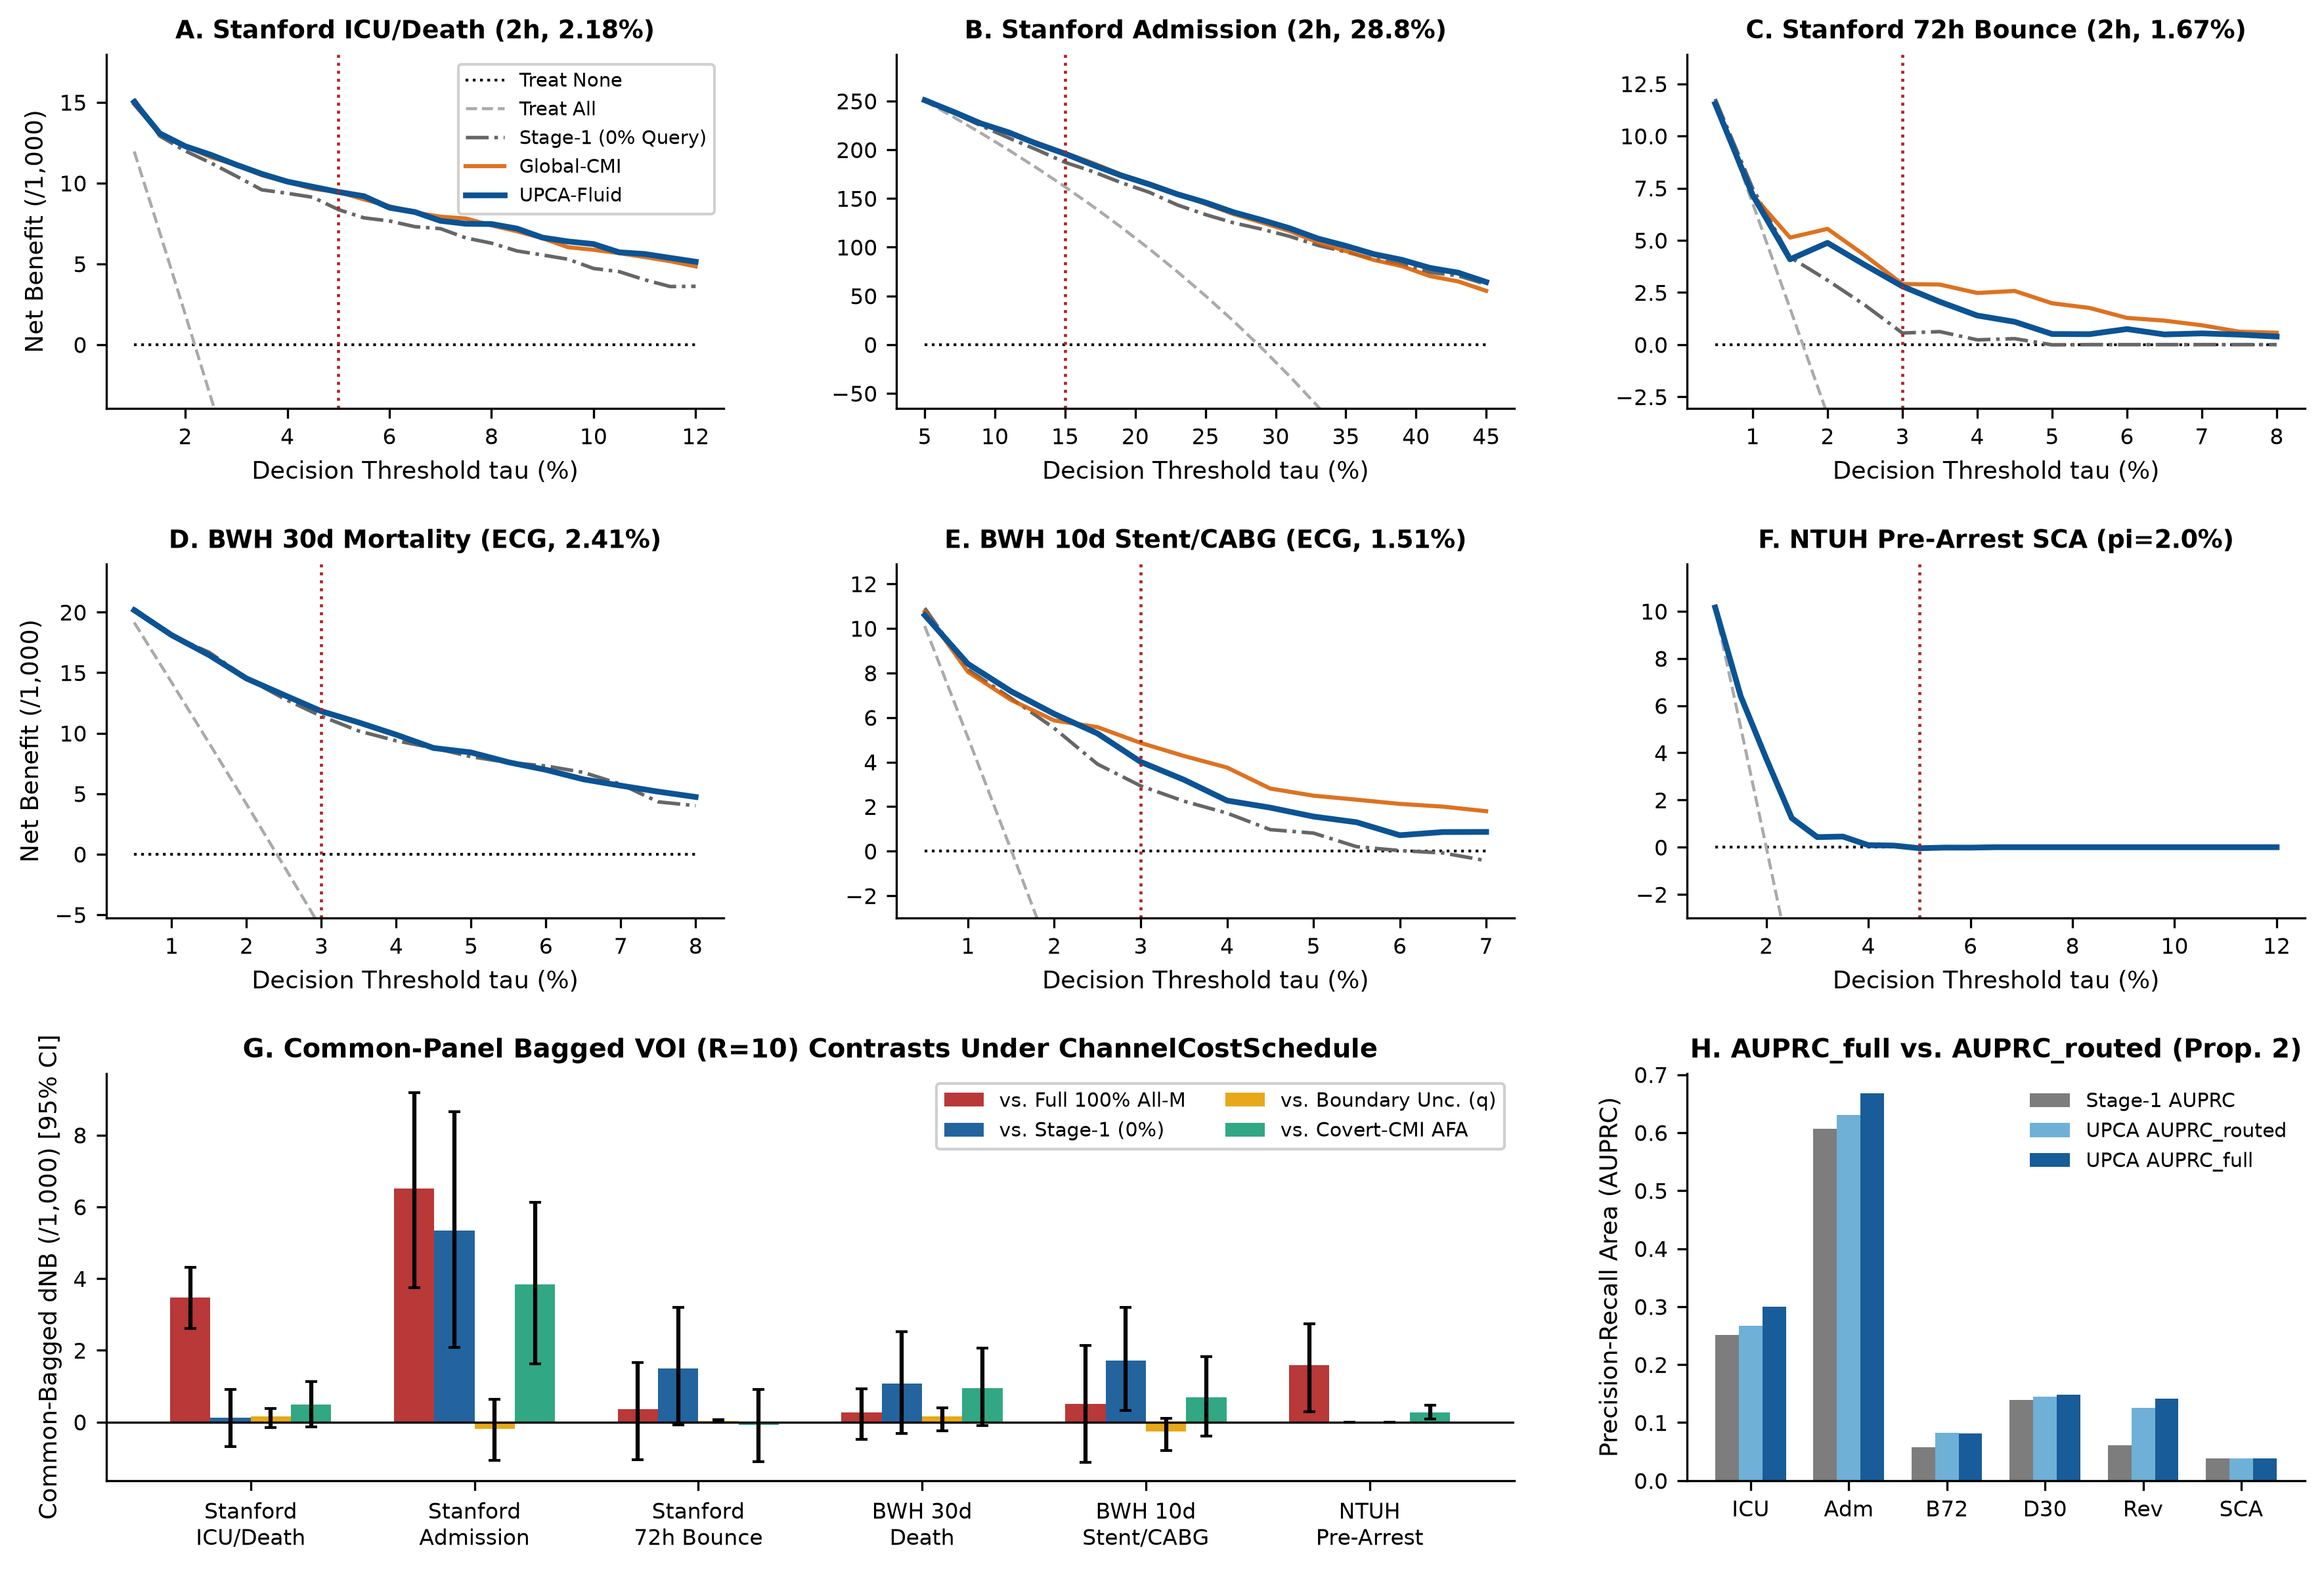 A. Stanford ICU/Death (2h, 2.18%)
Net Benefit (/1,000)
15
10
5
0
2
4
6
8
10
12
Decision Threshold tau (%)
Treat None
Treat All
Stage-1 (0% Query)
Global-CMI
UPCA-Fluid
B. Stanford Admission (2h, 28.8%)
250
200
150
100
50
0
−50
5
10
15
20
25
30
35
40
45
Decision Threshold tau (%)
C. Stanford 72h Bounce (2h, 1.67%)
12.5
10.0
7.5
5.0
2.5
0.0
−2.5
1
2
3
4
5
6
7
8
Decision Threshold tau (%)
D. BWH 30d Mortality (ECG, 2.41%)
Net Benefit (/1,000)
20
15
10
5
0
−5
1
2
3
4
5
6
7
8
Decision Threshold tau (%)
E. BWH 10d Stent/CABG (ECG, 1.51%)
12
10
8
6
4
2
0
−2
1
2
3
4
5
6
7
Decision Threshold tau (%)
F. NTUH Pre-Arrest SCA (pi=2.0%)
10
8
6
4
2
0
−2
2
4
6
8
10
12
Decision Threshold tau (%)
G. Common-Panel Bagged VOI (R=10) Contrasts Under ChannelCostSchedule
Common-Bagged dNB (/1,000) [95% CI]
8
6
4
2
0
vs. Full 100% All-M
vs. Stage-1 (0%)
vs. Boundary Unc. (q)
vs. Covert-CMI AFA
Stanford
ICU/Death
Stanford
Admission
Stanford
72h Bounce
BWH 30d
Death
BWH 10d
Stent/CABG
NTUH
Pre-Arrest
H. AUPRC_full vs. AUPRC_routed (Prop. 2)
Precision-Recall Area (AUPRC)
0.7
0.6
0.5
0.4
0.3
0.2
0.1
0.0
Stage-1 AUPRC
UPCA AUPRC_routed
UPCA AUPRC_full
ICU
Adm
B72
D30
Rev
SCA